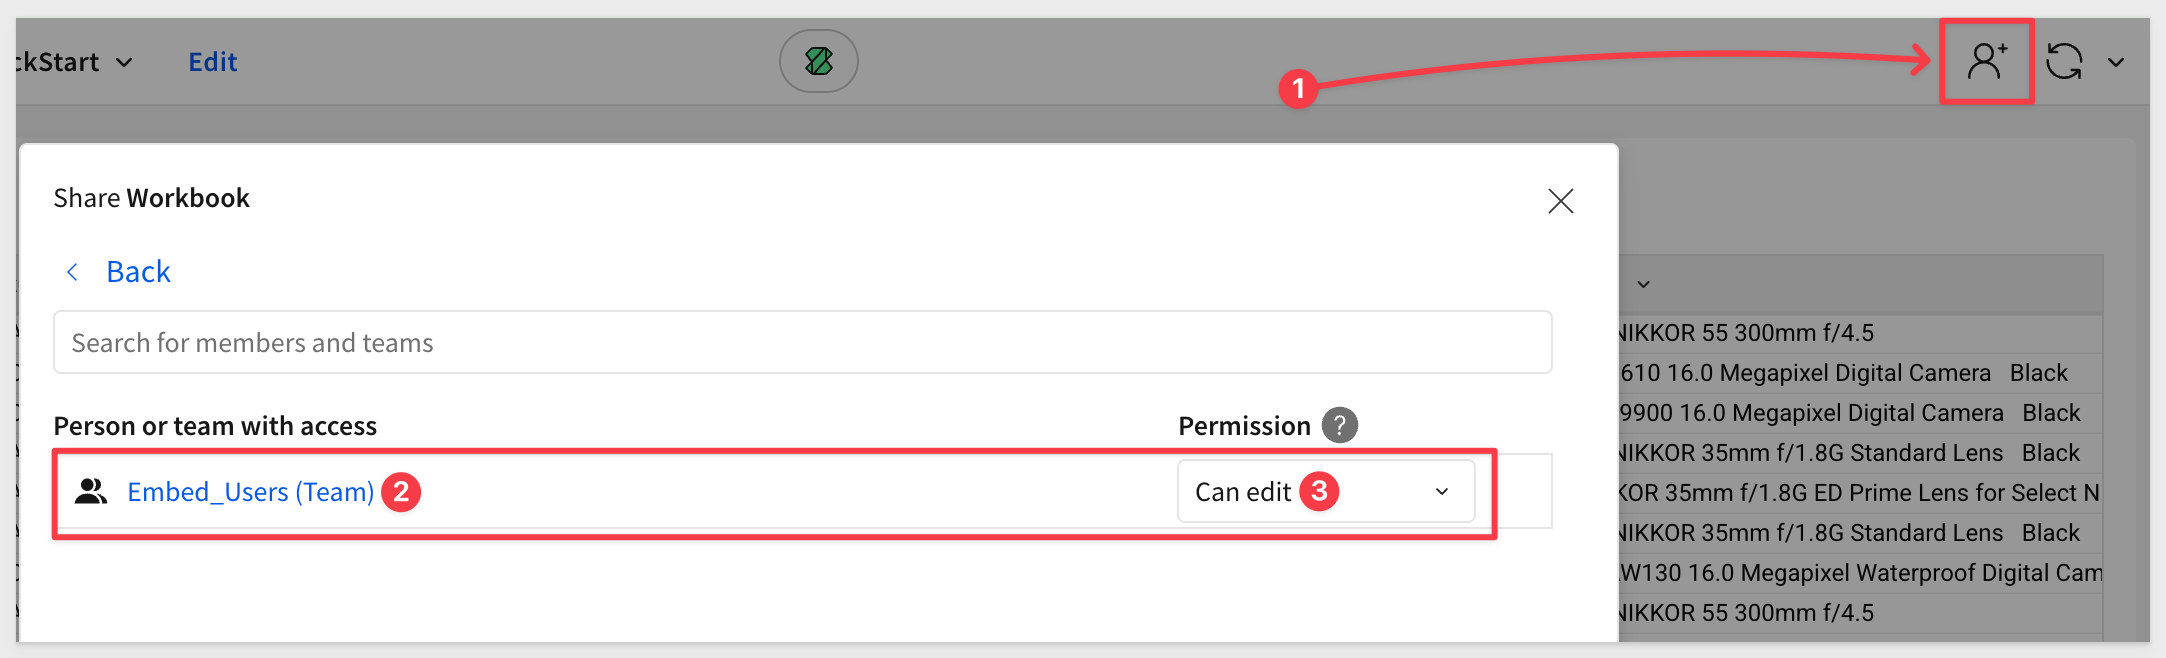 ckStart Edit
1
Share Workbook
Back
Search for members and teams
Person or team with access Permission ?
Embed_Users (Team) 2 Can edit 3
NIKKOR 55 300mm f/4.5
610 16.0 Megapixel Digital Camera Black
9900 16.0 Megapixel Digital Camera Black
NIKKOR 35mm f/1.8G Standard Lens Black
KOR 35mm f/1.8G ED Prime Lens for Select N
NIKKOR 35mm f/1.8G Standard Lens Black
W130 16.0 Megapixel Waterproof Digital Cam
NIKKOR 55 300mm f/4.5